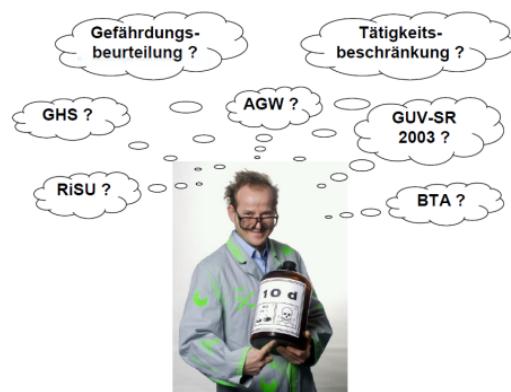 Gefährdungs-
beurteilung ?
Tätigkeits-
beschränkung ?
GHS ?
AGW ?
GUV-SR
2003 ?
RiSU ?
BTA ?
10 d